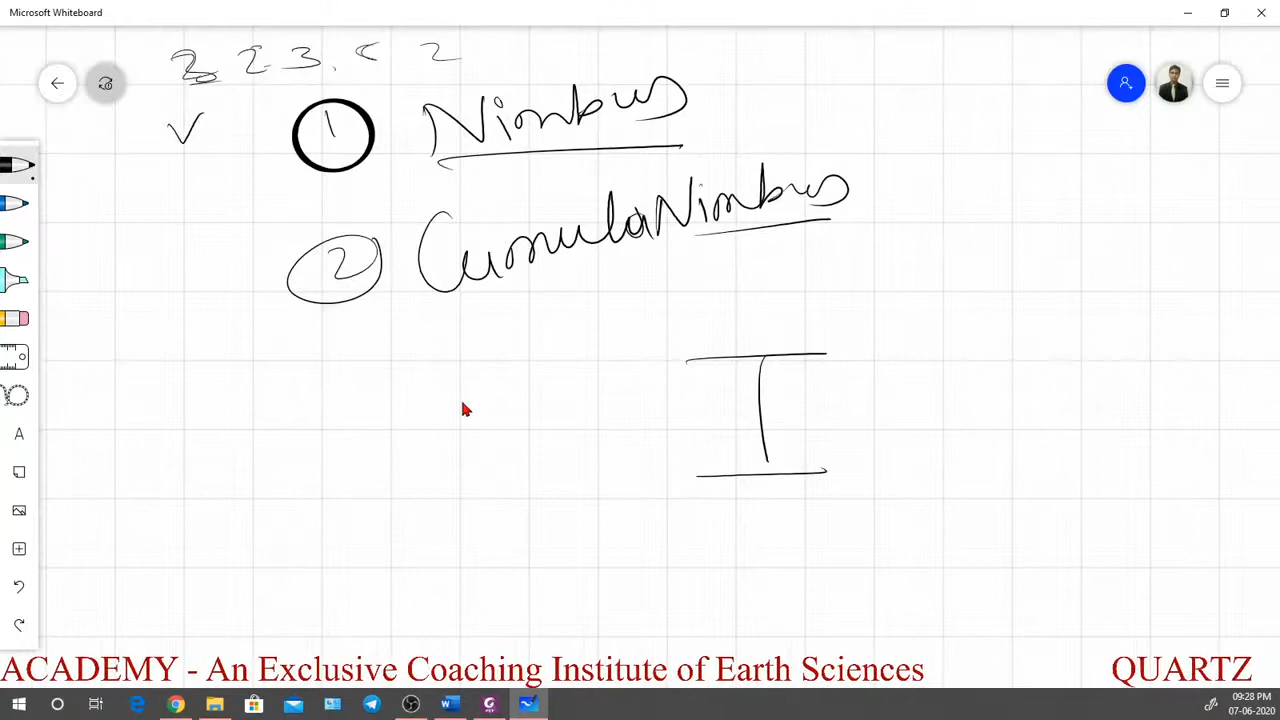 Microsoft Whiteboard
2 2-3. < 2
1 Nimbus
2 CumulaNimbus
I
A
ACADEMY - An Exclusive Coaching Institute of Earth Sciences QUARTZ
09:28 PM
07-06-2020